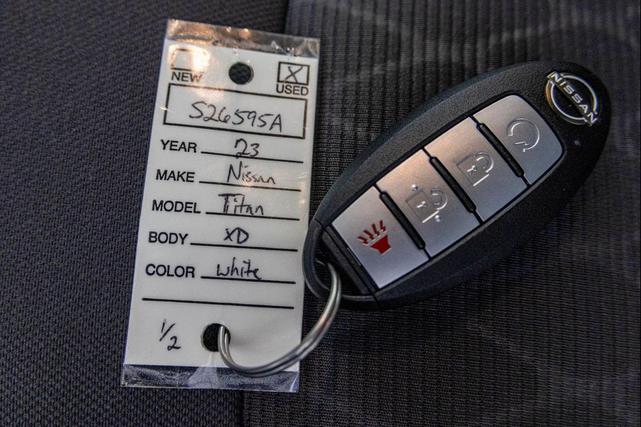 NEW X USED
S26595A
YEAR 23
MAKE Nissan
MODEL Titan
BODY XD
COLOR white
1/2
NISSAN